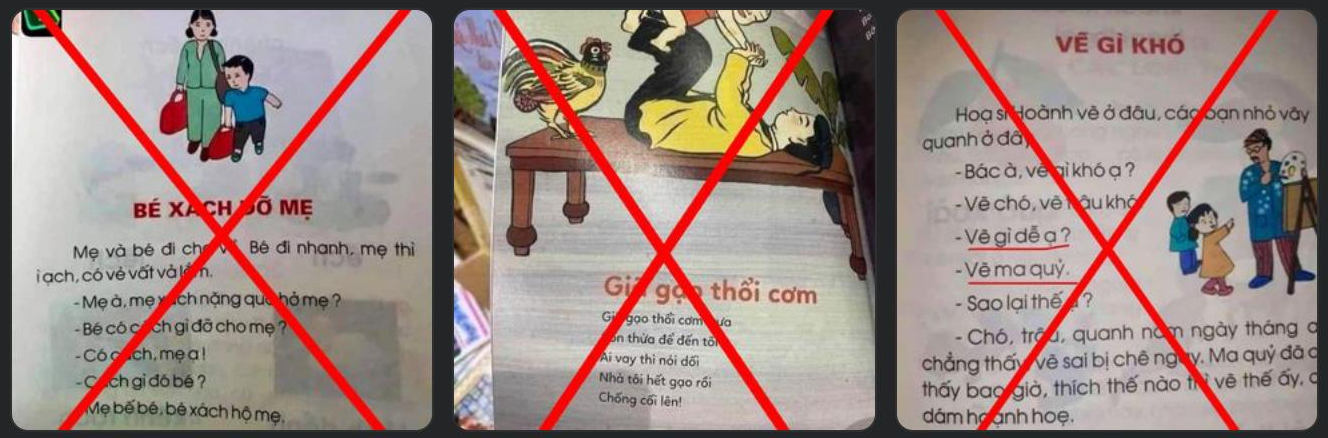 BÉ XÁCH ĐỠ MẸ
Mẹ và bé đi chợ về. Bé đi nhanh, mẹ thì
ì ạch, có vẻ vất vả lắm.
- Mẹ à, mẹ xách nặng quá hở mẹ?
- Bé có cách gì đỡ cho mẹ?
- Có cách, mẹ ạ!
- Cách gì đó bé?
- Mẹ bế bé, bé xách hộ mẹ.
Giã gạo thổi cơm
Giã gạo thổi cơm trưa
Còn thừa để đến tối
Ai vay thì nói dối
Nhà tôi hết gạo rồi
Chổng cối lên!
VẼ GÌ KHÓ
Hoạ sĩ Hoành vẽ ở đâu, các bạn nhỏ vây
quanh ở đấy.
- Bác à, vẽ gì khó ạ?
- Vẽ chó, vẽ trâu khó.
- Vẽ gì dễ ạ?
- Vẽ ma quỷ.
- Sao lại thế ạ?
- Chó, trâu, quanh năm ngày tháng
chẳng thấy, vẽ sai bị chê ngay. Ma quỷ đã
thấy bao giờ, thích thế nào thì vẽ thế ấy,
dám hoạnh hoẹ.